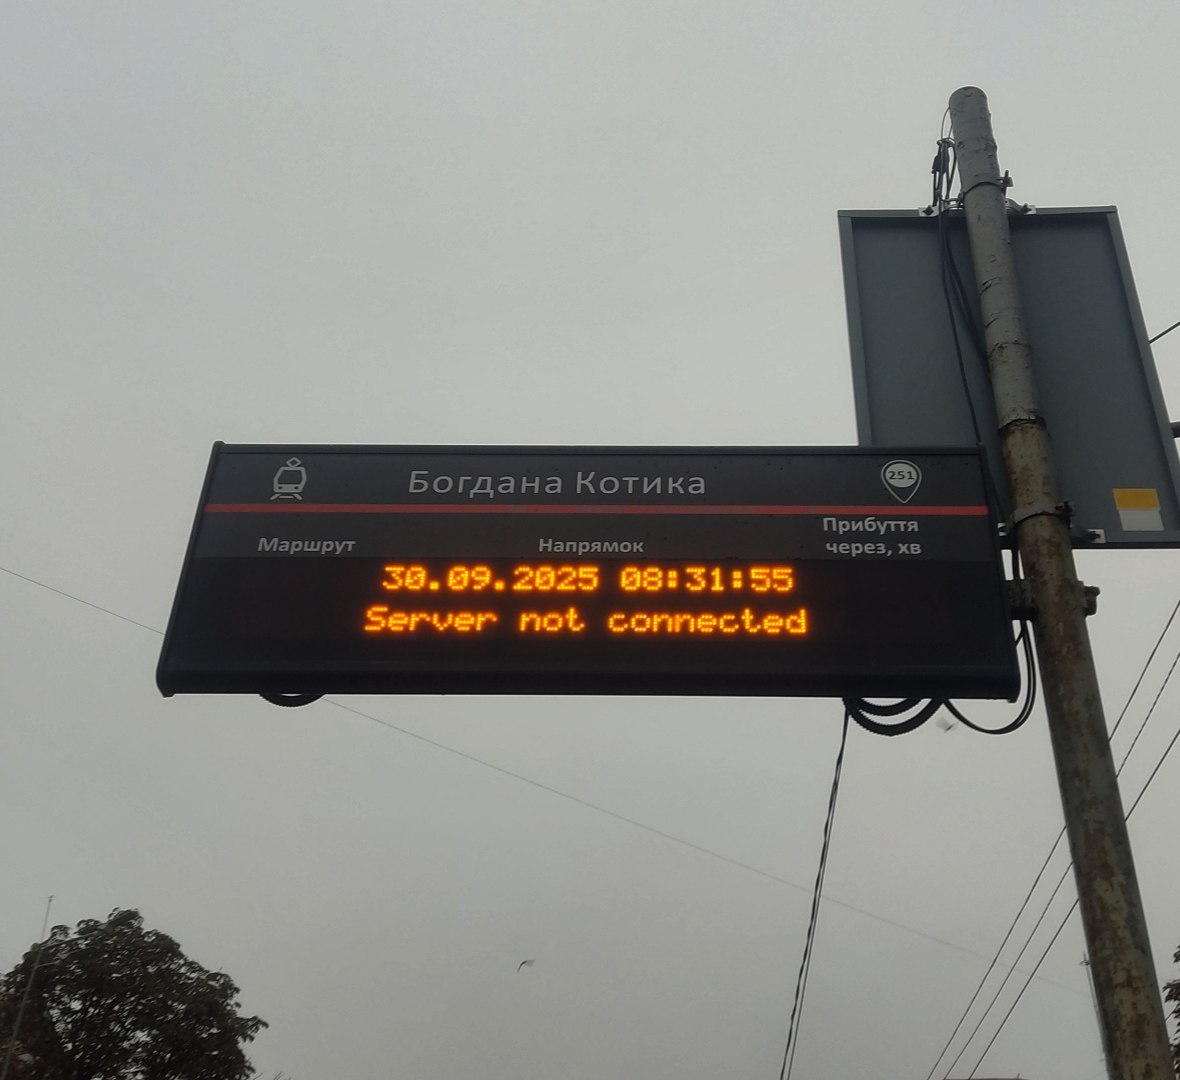 Богдана Котика
251
Маршрут
Напрямок
Прибуття
через, хв
30.09.2025 08:31:55
Server not connected